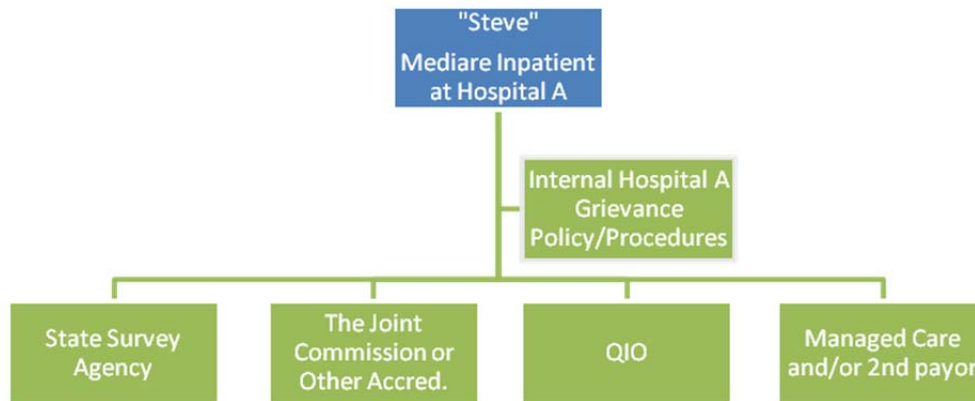 "Steve"
Mediare Inpatient
at Hospital A
Internal Hospital A
Grievance
Policy/Procedures
State Survey
Agency
The Joint
Commission or
Other Accred.
QIO
Managed Care
and/or 2nd payor